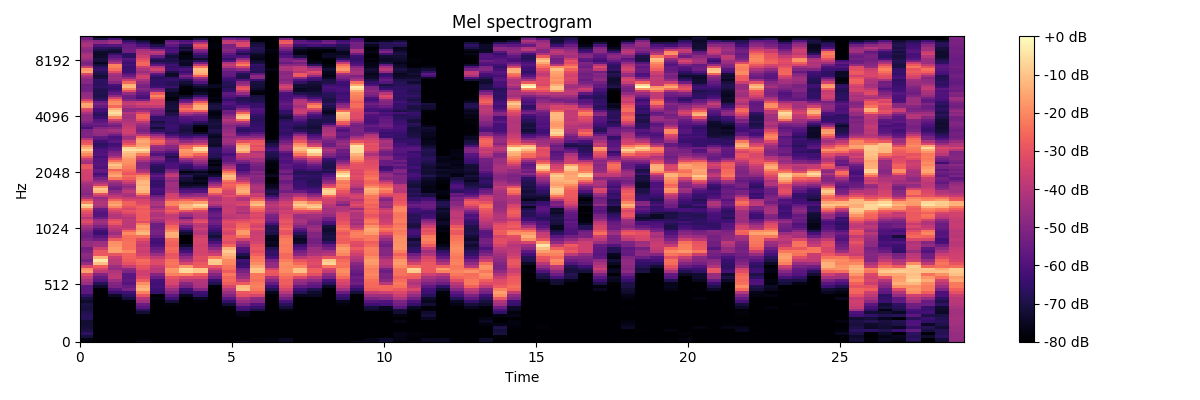 Mel spectrogram
8192
4096
2048
1024
512
0
Hz
0 5 10 15 20 25
Time
+0 dB
-10 dB
-20 dB
-30 dB
-40 dB
-50 dB
-60 dB
-70 dB
-80 dB